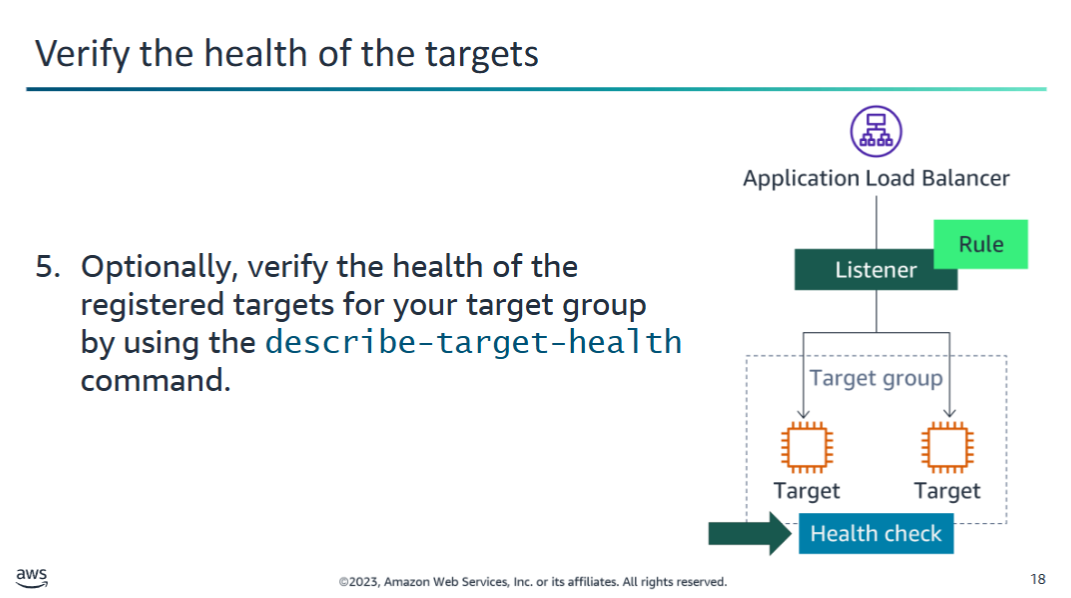 Verify the health of the targets
Application Load Balancer
Rule
Listener
5. Optionally, verify the health of the
registered targets for your target group
by using the describe-target-health
command.
Target group
Target Target
Health check
aws
©2023, Amazon Web Services, Inc. or its affiliates. All rights reserved.
18